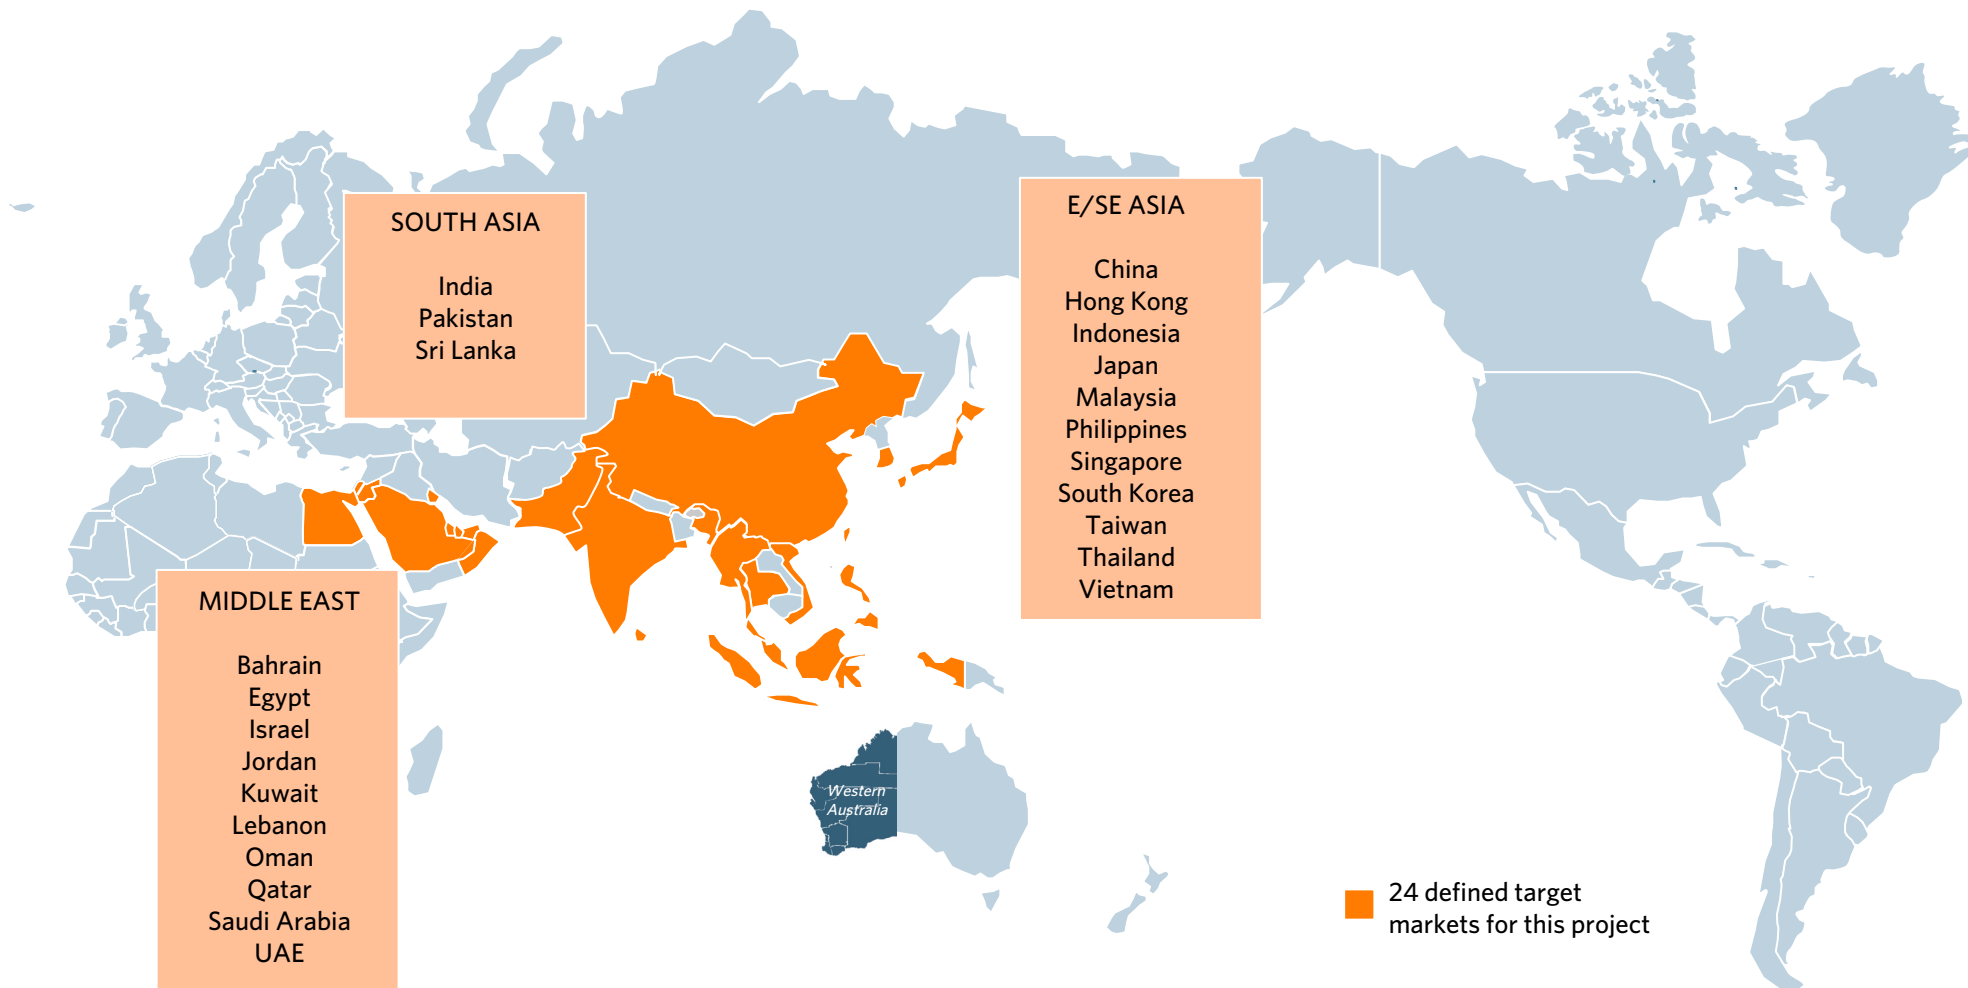 SOUTH ASIA
India
Pakistan
Sri Lanka
E/SE ASIA
China
Hong Kong
Indonesia
Japan
Malaysia
Philippines
Singapore
South Korea
Taiwan
Thailand
Vietnam
MIDDLE EAST
Bahrain
Egypt
Israel
Jordan
Kuwait
Lebanon
Oman
Qatar
Saudi Arabia
UAE
Western
Australia
24 defined target
markets for this project